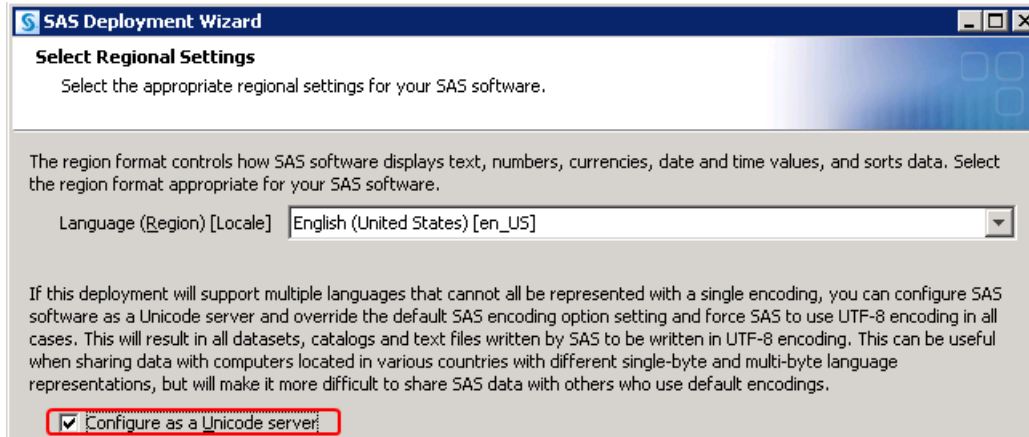 SAS Deployment Wizard
Select Regional Settings
Select the appropriate regional settings for your SAS software.
The region format controls how SAS software displays text, numbers, currencies, date and time values, and sorts data. Select
the region format appropriate for your SAS software.
Language (Region) [Locale] English (United States) [en_US]
If this deployment will support multiple languages that cannot all be represented with a single encoding, you can configure SAS
software as a Unicode server and override the default SAS encoding option setting and force SAS to use UTF-8 encoding in all
cases. This will result in all datasets, catalogs and text files written by SAS to be written in UTF-8 encoding. This can be useful
when sharing data with computers located in various countries with different single-byte and multi-byte language
representations, but will make it more difficult to share SAS data with others who use default encodings.
Configure as a Unicode server